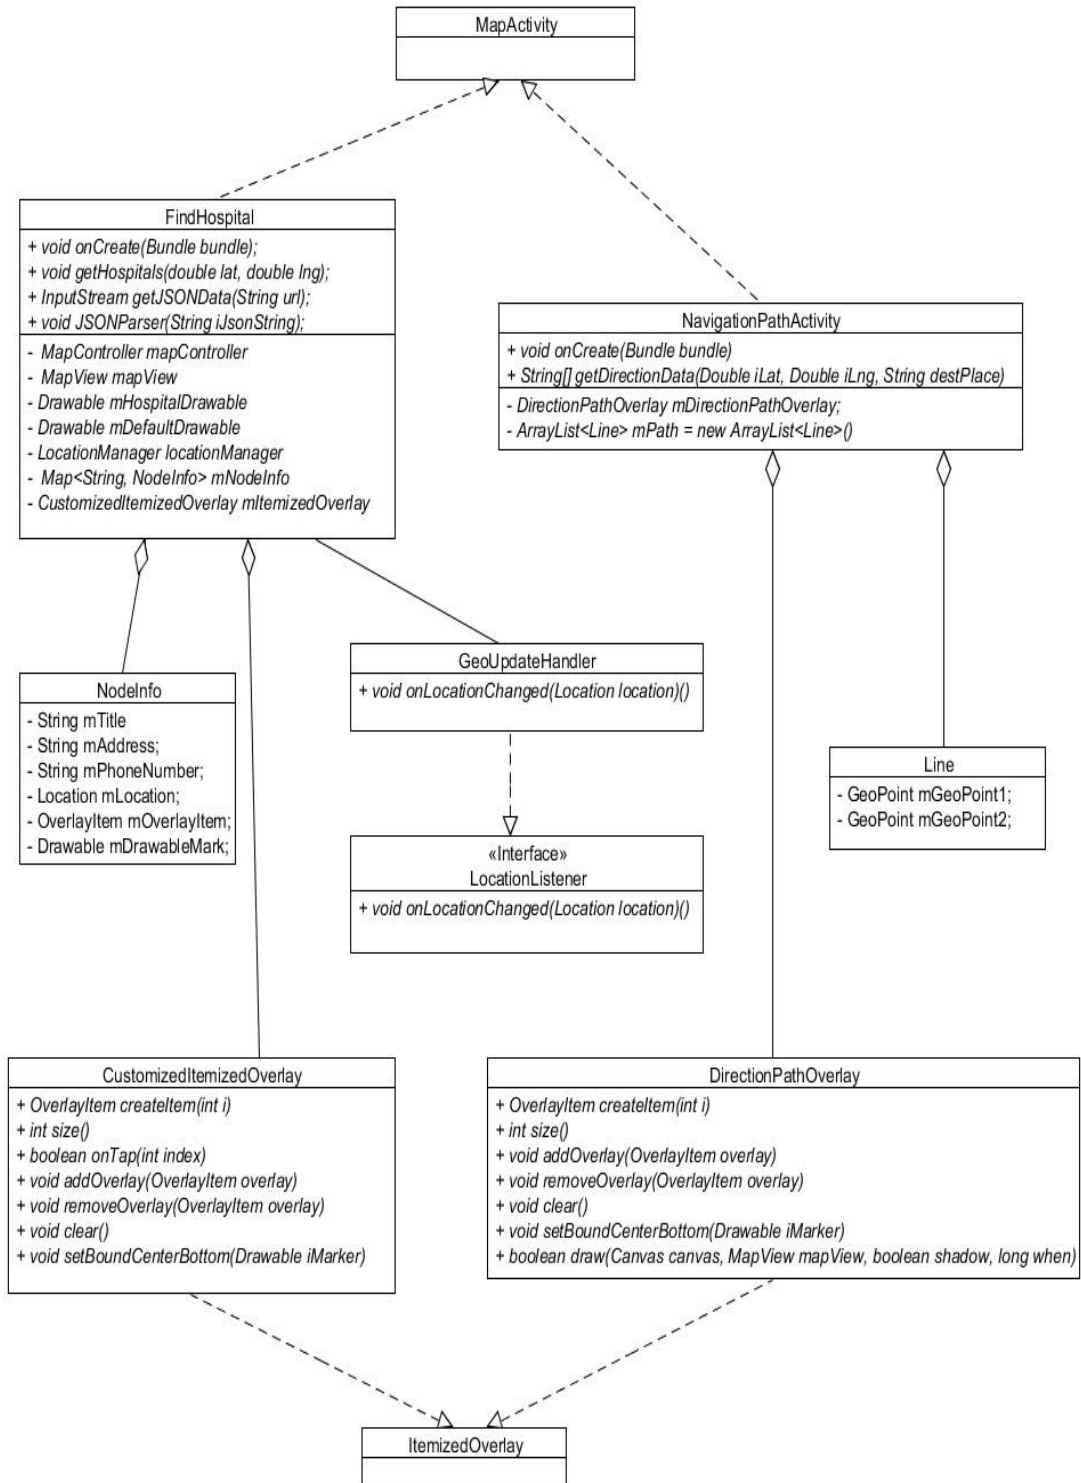 MapActivity
FindHospital
+ void onCreate(Bundle bundle);
+ void getHospitals(double lat, double lng);
+ InputStream getJSONData(String url);
+ void JSONParser(String iJsonString);
- MapController mapController
- MapView mapView
- Drawable mHospitalDrawable
- Drawable mDefaultDrawable
- LocationManager locationManager
- Map<String, NodeInfo> mNodeInfo
- CustomizedItemizedOverlay mItemizedOverlay
NavigationPathActivity
+ void onCreate(Bundle bundle)
+ String[] getDirectionData(Double iLat, Double iLng, String destPlace)
- DirectionPathOverlay mDirectionPathOverlay;
- ArrayList<Line> mPath = new ArrayList<Line>()
NodeInfo
- String mTitle
- String mAddress;
- String mPhoneNumber;
- Location mLocation;
- OverlayItem mOverlayItem;
- Drawable mDrawableMark;
GeoUpdateHandler
+ void onLocationChanged(Location location)()
«Interface»
LocationListener
+ void onLocationChanged(Location location)()
Line
- GeoPoint mGeoPoint1;
- GeoPoint mGeoPoint2;
CustomizedItemizedOverlay
+ OverlayItem createItem(int i)
+ int size()
+ boolean onTap(int index)
+ void addOverlay(OverlayItem overlay)
+ void removeOverlay(OverlayItem overlay)
+ void clear()
+ void setBoundCenterBottom(Drawable iMarker)
DirectionPathOverlay
+ OverlayItem createItem(int i)
+ int size()
+ void addOverlay(OverlayItem overlay)
+ void removeOverlay(OverlayItem overlay)
+ void clear()
+ void setBoundCenterBottom(Drawable iMarker)
+ boolean draw(Canvas canvas, MapView mapView, boolean shadow, long when)
ItemizedOverlay